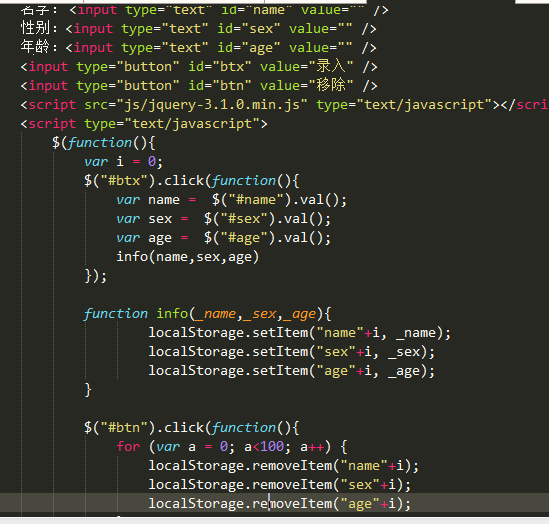 名字：<input type="text" id="name" value="" />
性别：<input type="text" id="sex" value="" />
年龄：<input type="text" id="age" value="" />
<input type="button" id="btx" value="录入" />
<input type="button" id="btn" value="移除" />
<script src="js/jquery-3.1.0.min.js" type="text/javascript"></scri
<script type="text/javascript">
$(function(){
var i = 0;
$("#btx").click(function(){
var name =  $("#name").val();
var sex =  $("#sex").val();
var age =  $("#age").val();
info(name,sex,age)
});
function info(_name,_sex,_age){
localStorage.setItem("name"+i, _name);
localStorage.setItem("sex"+i, _sex);
localStorage.setItem("age"+i, _age);
}
$("#btn").click(function(){
for (var a = 0; a<100; a++) {
localStorage.removeItem("name"+i);
localStorage.removeItem("sex"+i);
localStorage.removeItem("age"+i);